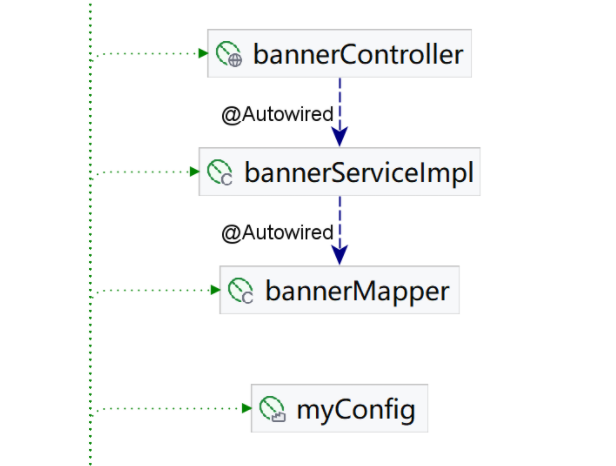 bannerController
@Autowired
bannerServiceImpl
@Autowired
bannerMapper
myConfig